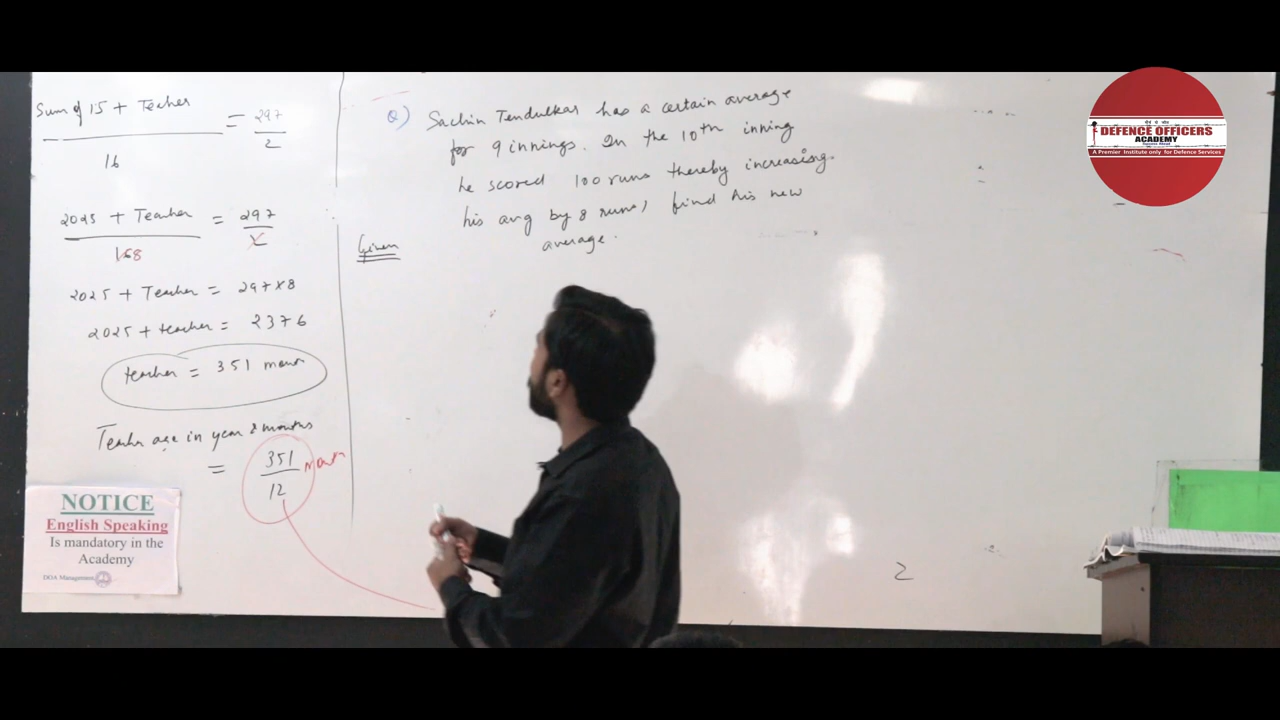 Sum of 15 + Teacher
16
=
297
2
2025 + Teacher
168
=
297
2
2025 + Teacher = 297 x 8
2025 + teacher = 2376
teacher = 351 month
Teacher age in year & months
=
351
12
month
NOTICE
English Speaking
Is mandatory in the
Academy
DOA Management
Q) Sachin Tendulkar has a certain average
for 9 innings. In the 10th inning
he scored 100 runs thereby increasing
his avg by 8 runs, find his new
average.
Given
2
DEFENCE OFFICERS
ACADEMY
A Premier Institute only for Defence Services